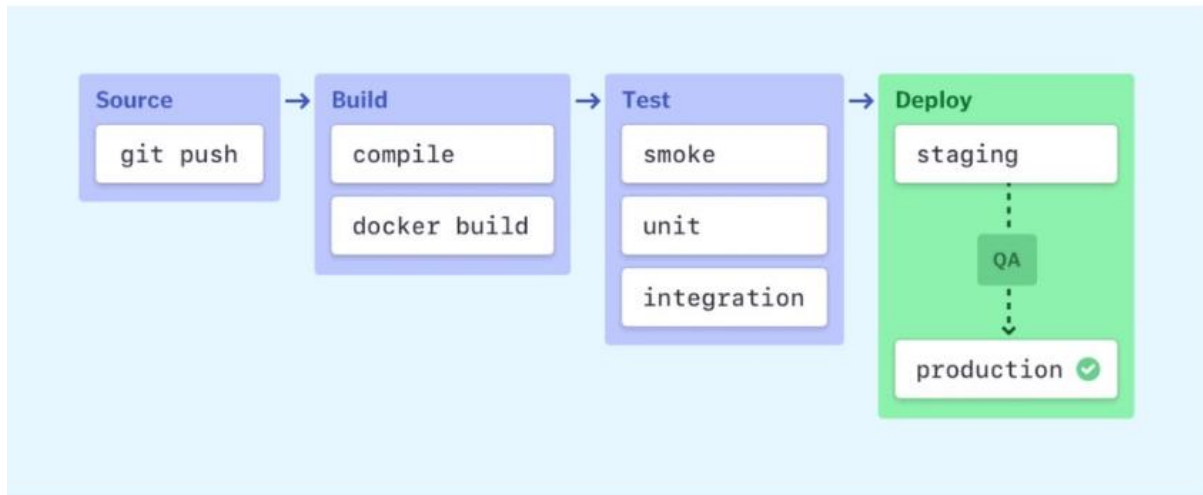 Source
git push
Build
compile
docker build
Test
smoke
unit
integration
Deploy
staging
QA
production